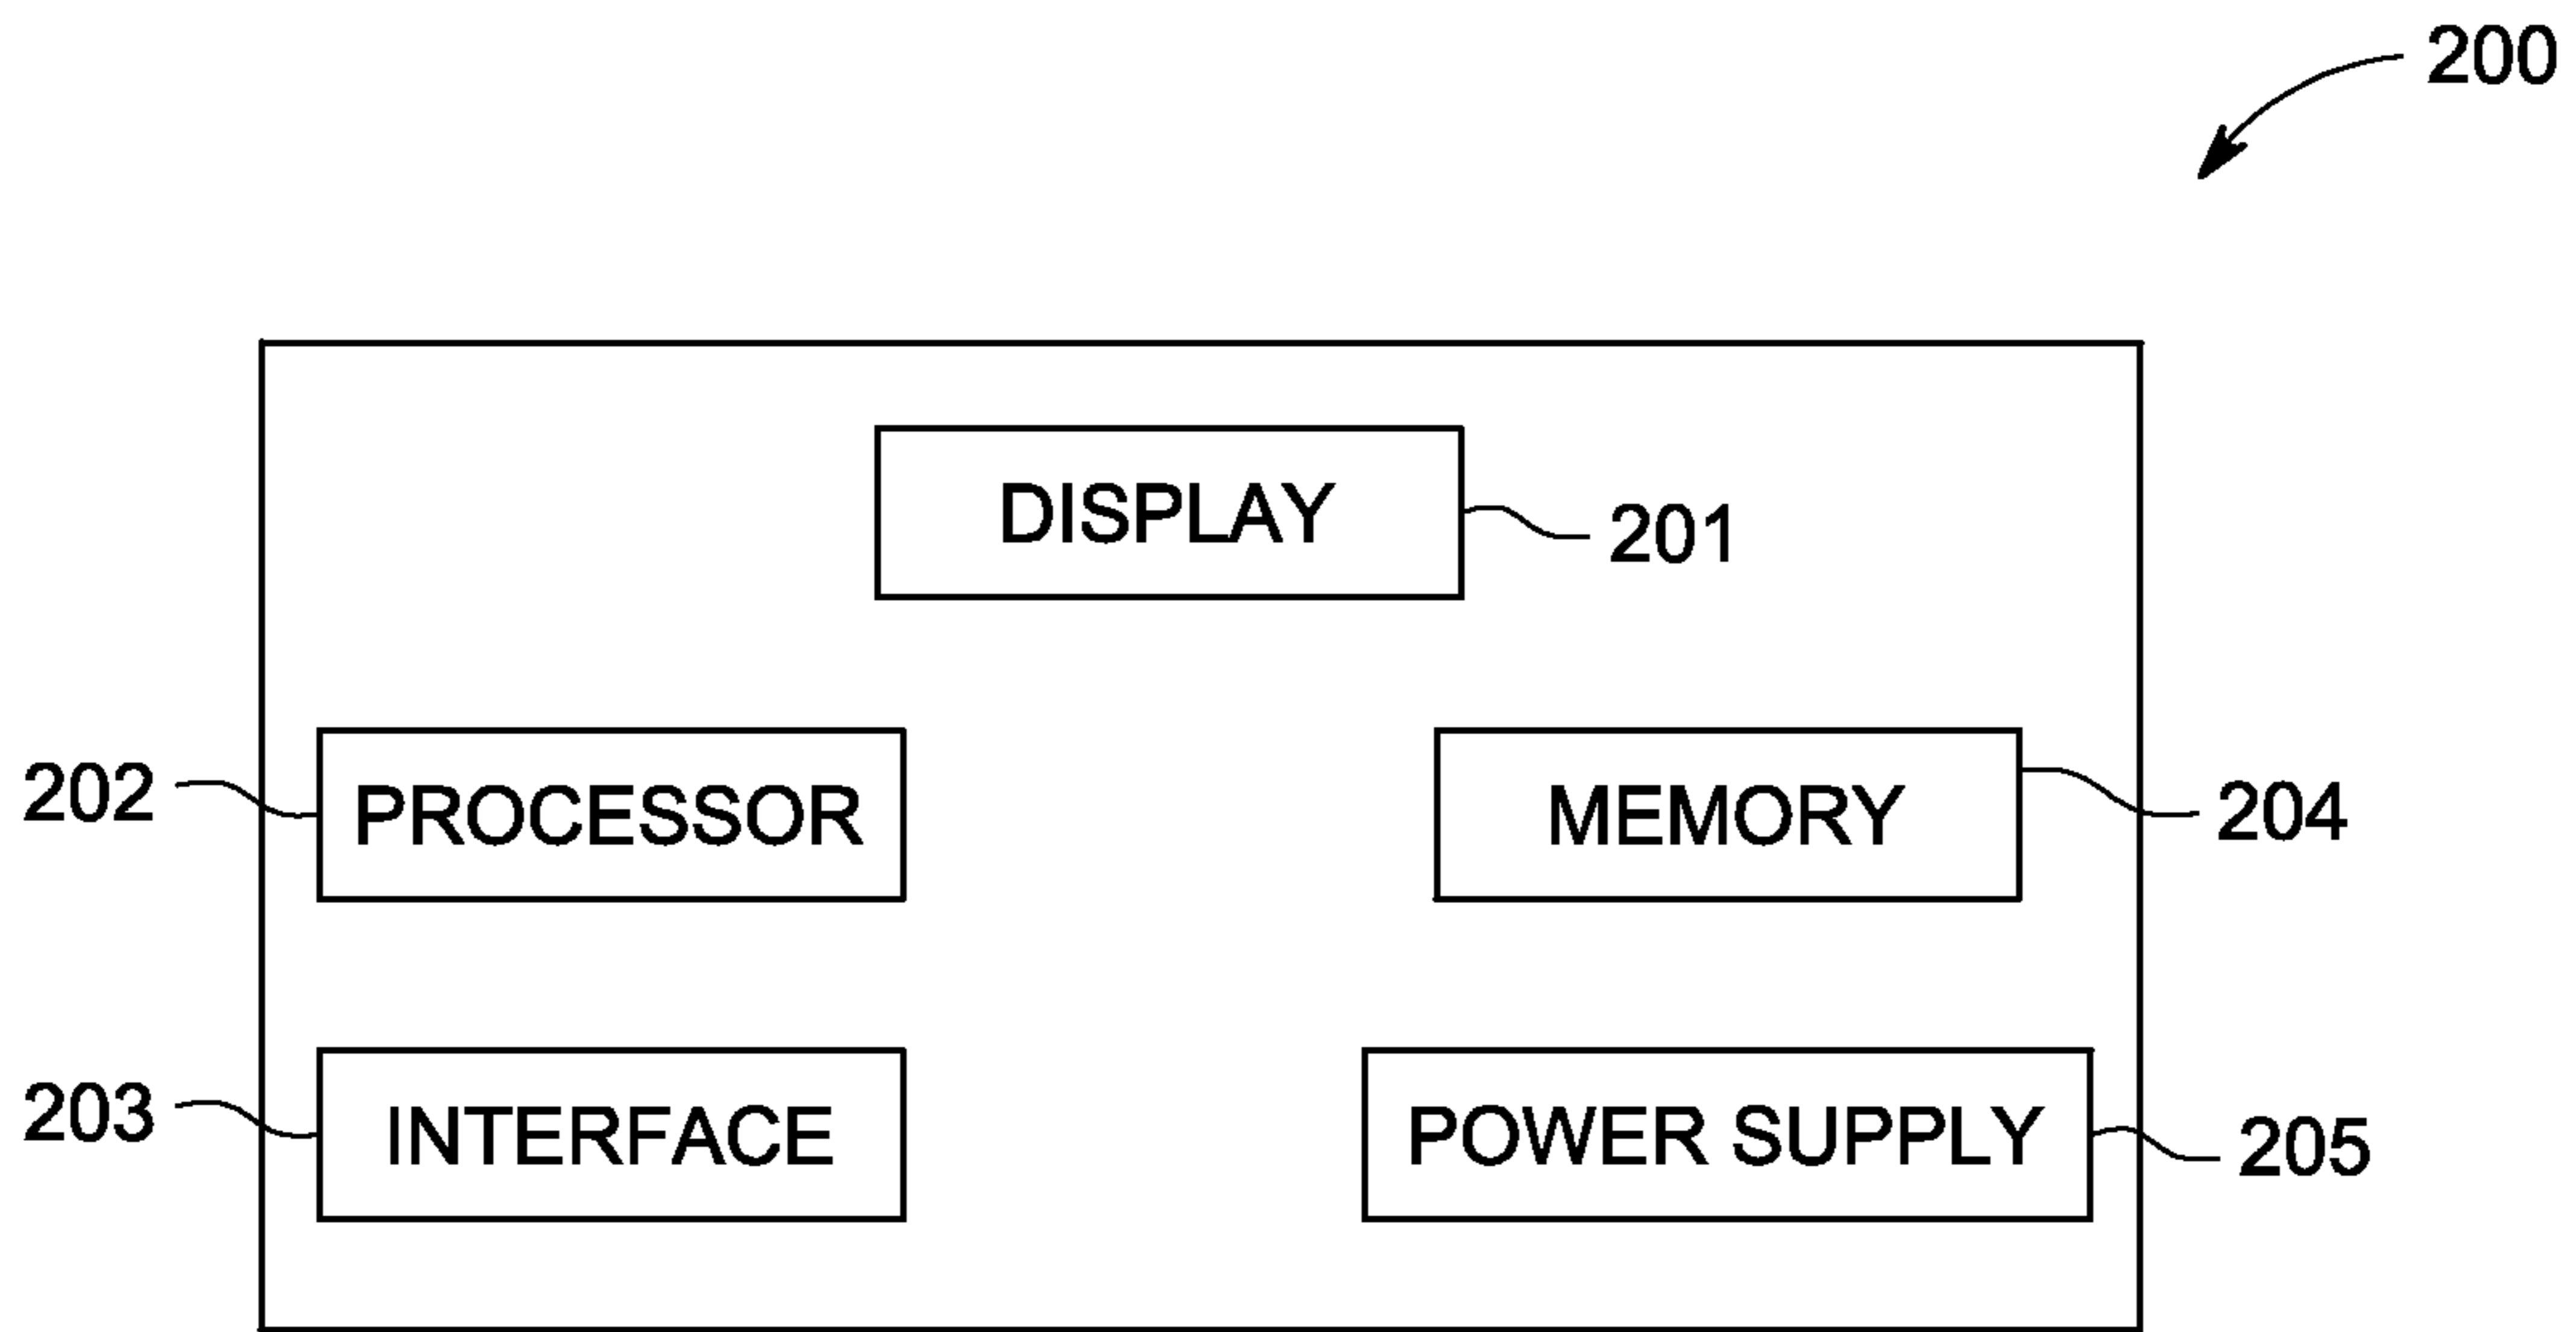 200
DISPLAY
201
202
PROCESSOR
MEMORY
204
203
INTERFACE
POWER SUPPLY
205